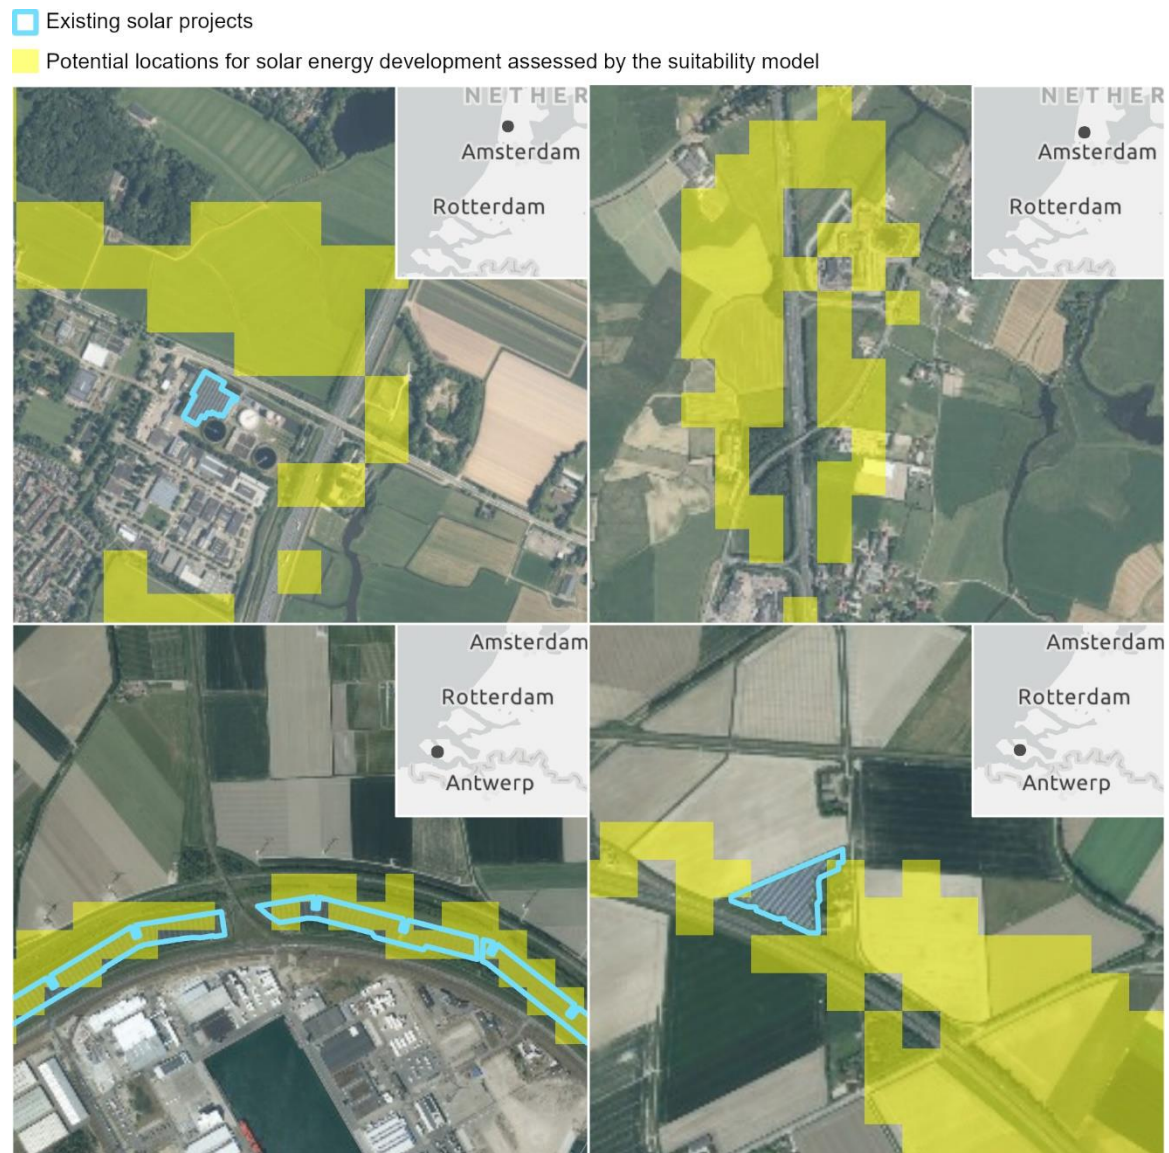 Existing solar projects
Potential locations for solar energy development assessed by the suitability model
NETHER
Amsterdam
Rotterdam
NETHER
Amsterdam
Rotterdam
Amsterdam
Rotterdam
Antwerp
Amsterdam
Rotterdam
Antwerp